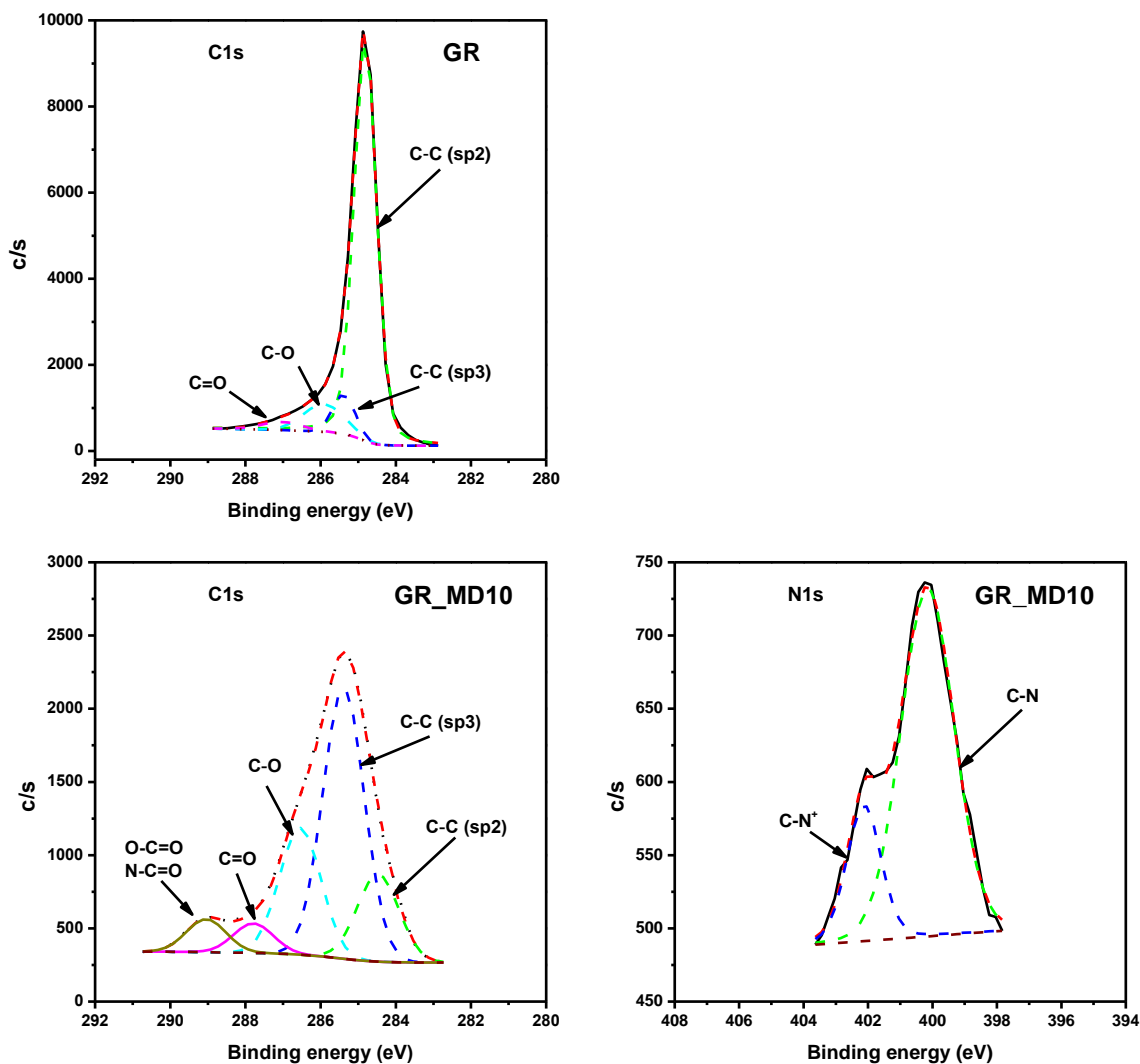 C1s
GR
10000
8000
6000
4000
2000
0
c/s
C-C (sp2)
C-O
C-C (sp3)
C=O
292 290 288 286 284 282 280
Binding energy (eV)
C1s
GR_MD10
3000
2500
2000
1500
1000
500
0
c/s
C-C (sp3)
C-O
C-C (sp2)
O-C=O
N-C=O
C=O
292 290 288 286 284 282 280
Binding energy (eV)
N1s
GR_MD10
750
700
650
600
550
500
450
c/s
C-N
C-N⁺
408 406 404 402 400 398 396 394
Binding energy (eV)